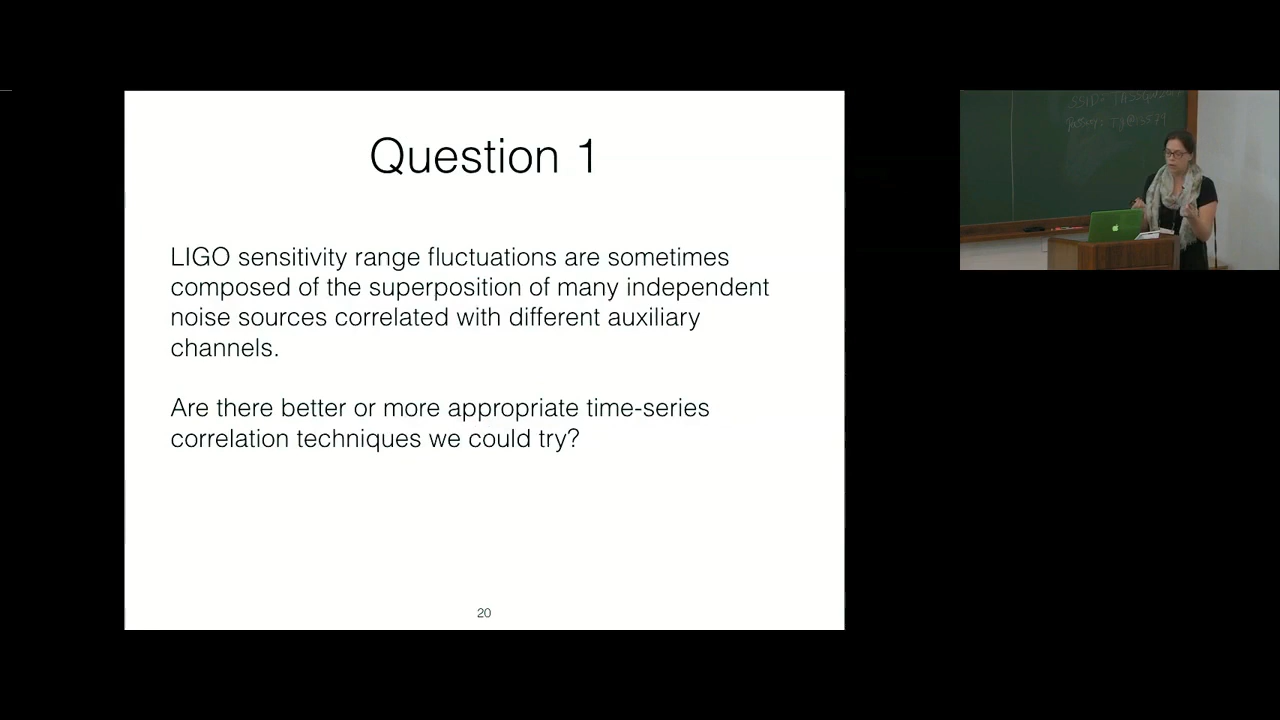 Question 1
LIGO sensitivity range fluctuations are sometimes
composed of the superposition of many independent
noise sources correlated with different auxiliary
channels.
Are there better or more appropriate time-series
correlation techniques we could try?
20